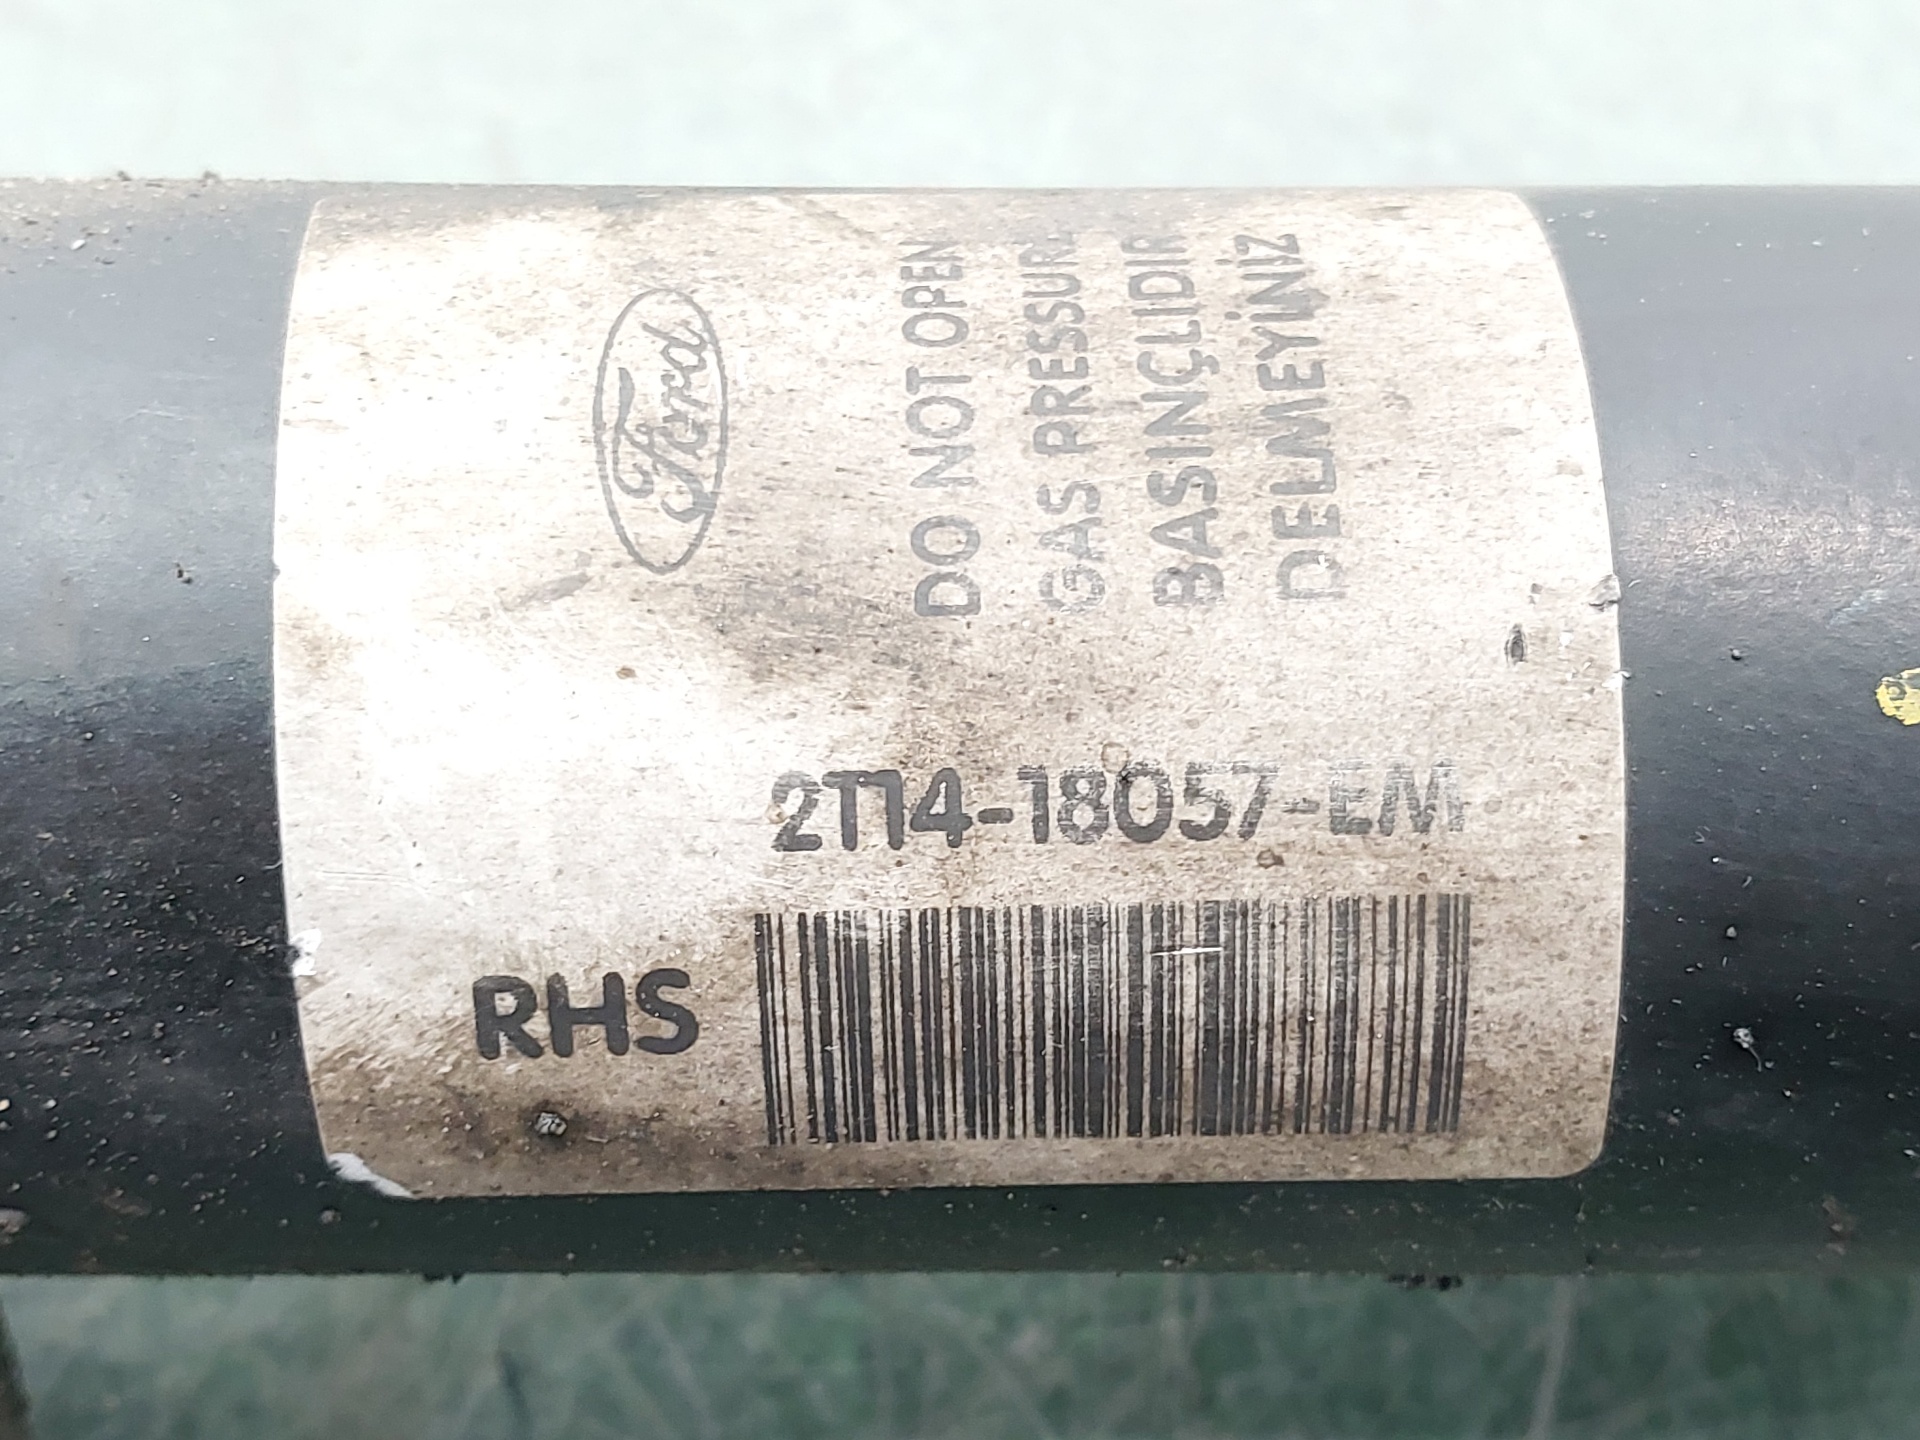 Ford
DO NOT OPEN
GAS PRESSURE
BASINÇLIDIR
DELMEYİNİZ
2T14-18057-EM
RHS